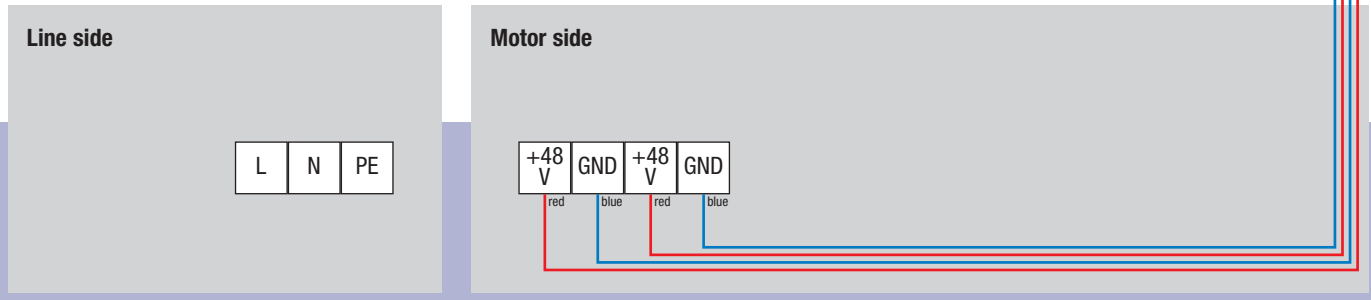 Line side
Motor side
L N PE
+48 V GND +48 V GND
red blue red blue